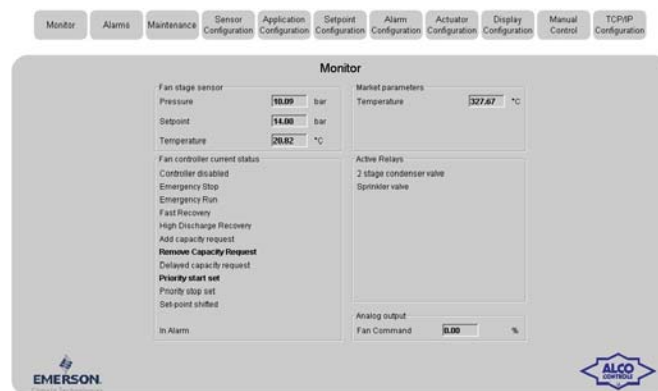 Monitor
Alarms
Maintenance
Sensor Configuration
Application Configuration
Setpoint Configuration
Alarm Configuration
Actuator Configuration
Display Configuration
Manual Control
TCP/IP Configuration
Monitor
Fan stage sensor
Pressure 10.09 bar
Setpoint 14.00 bar
Temperature 20.02 °C
Market parameters
Temperature 327.67 °C
Fan controller current status
Controller disabled
Emergency Stop
Emergency Run
Fast Recovery
High Discharge Recovery
Add capacity request
Remove Capacity Request
Delayed capacity request
Priority start set
Priority stop set
Set-point shifted
In Alarm
Active Relays
2 stage condenser valve
Sprinkler valve
Analog output
Fan Command 0.00 %
EMERSON.
ALCO
CONTROLS